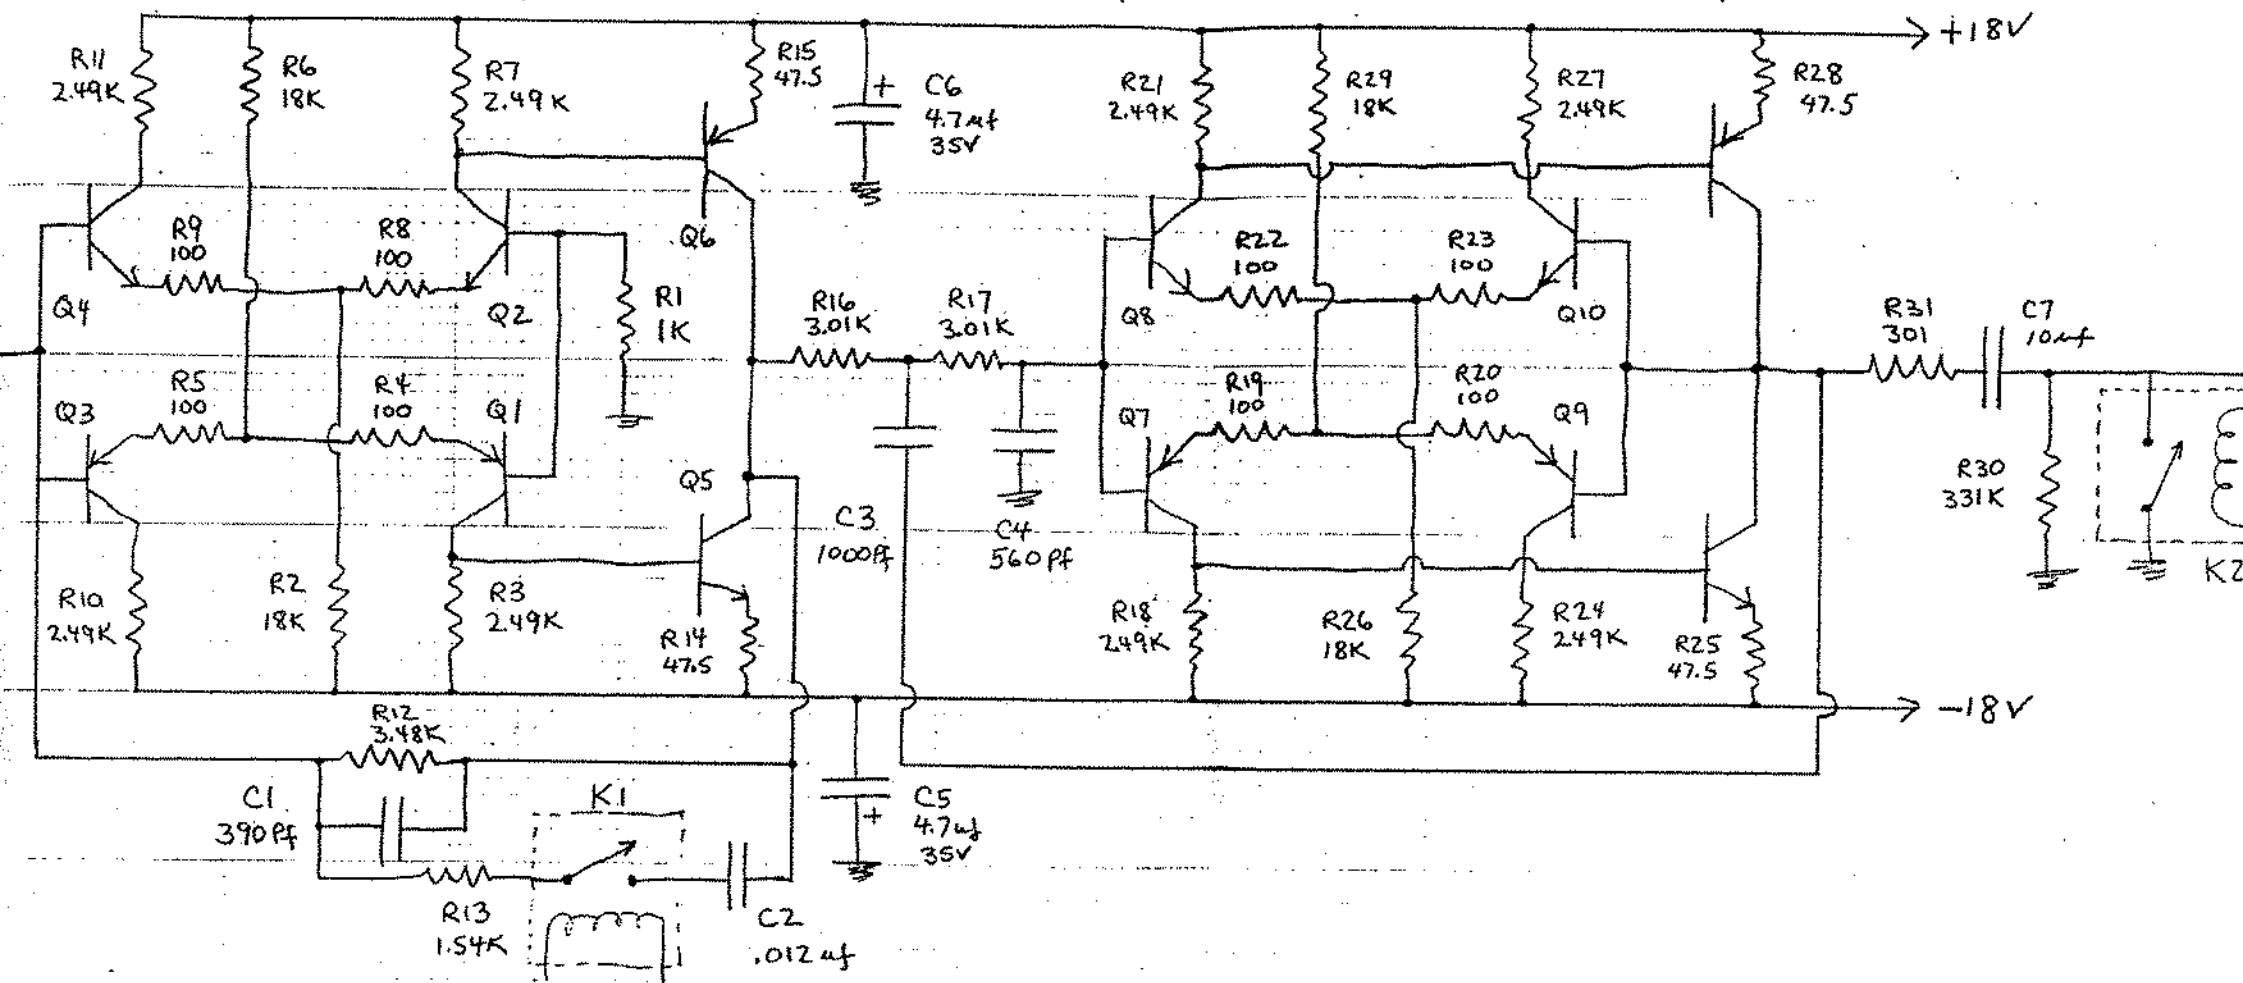 +18V
R11
2.49K
R6
18K
R7
2.49K
R15
47.5
C6
4.7uf
35V
+
R21
2.49K
R29
18K
R27
2.49K
R28
47.5
Q6
R9
100
R8
100
Q4
Q2
R1
1K
R22
100
R23
100
Q8
Q10
R16
3.01K
R17
3.01K
R31
301
C7
10uf
R5
100
R4
100
Q3
Q1
R19
100
R20
100
Q7
Q9
Q5
C3
1000Pf
C4
560Pf
R30
331K
K2
R10
2.49K
R2
18K
R3
2.49K
R14
47.5
R18
2.49K
R26
18K
R24
2.49K
R25
47.5
-18V
R12
3.48K
C1
390Pf
K1
C5
4.7uf
35V
+
R13
1.54K
C2
.012uf